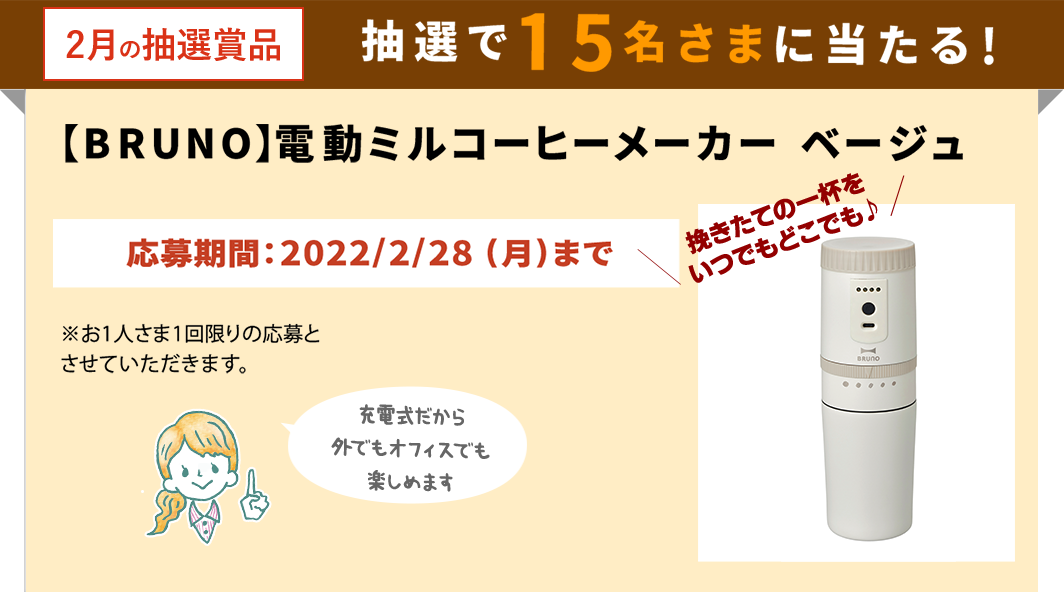 2月の抽選賞品
抽選で15名さまに当たる!
【BRUNO】電動ミルコーヒーメーカー ベージュ
挽きたての一杯を
いつでもどこでも♪
応募期間：2022/2/28 (月)まで
※お1人さま1回限りの応募と
させていただきます。
充電式だから
外でもオフィスでも
楽しめます
BRUNO